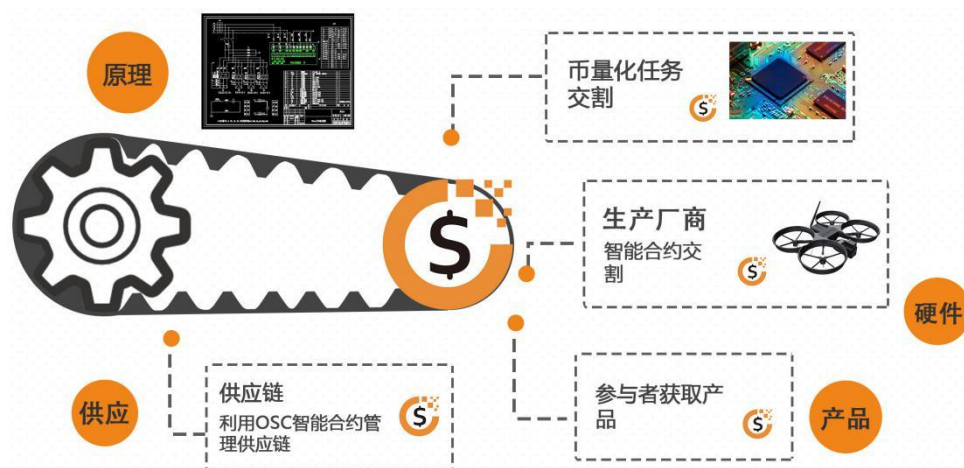 原理
币量化任务
交割
$
$
生产厂商
智能合约交
割
$
硬件
供应链
利用OSC智能合约管
理供应链
$
供应
参与者获取产
品
$
产品